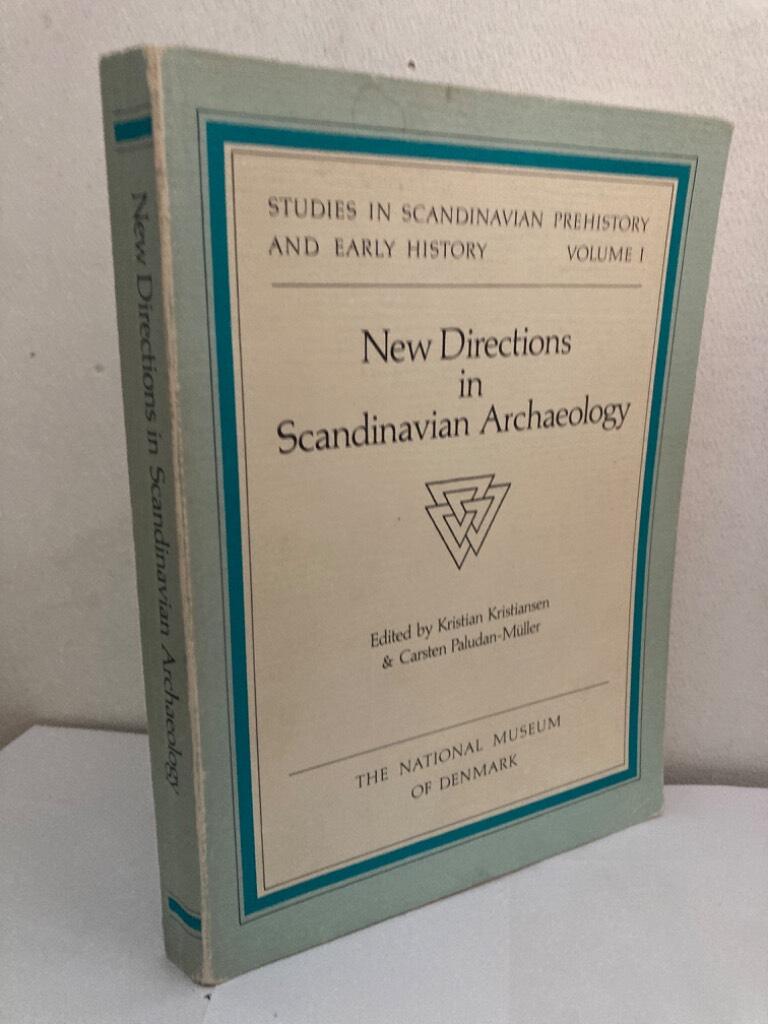 New Directions in Scandinavian Archaeology
STUDIES IN SCANDINAVIAN PREHISTORY
AND EARLY HISTORY VOLUME I
New Directions
in
Scandinavian Archaeology
Edited by Kristian Kristiansen
& Carsten Paludan-Müller
THE NATIONAL MUSEUM
OF DENMARK